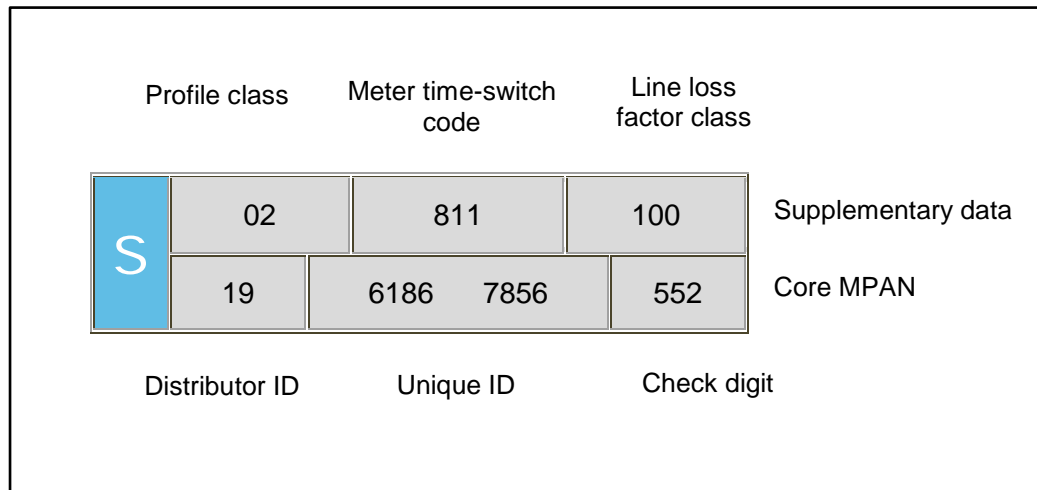 Profile class
Meter time-switch
code
Line loss
factor class
S
02 811 100 Supplementary data
19 6186 7856 552 Core MPAN
Distributor ID Unique ID Check digit